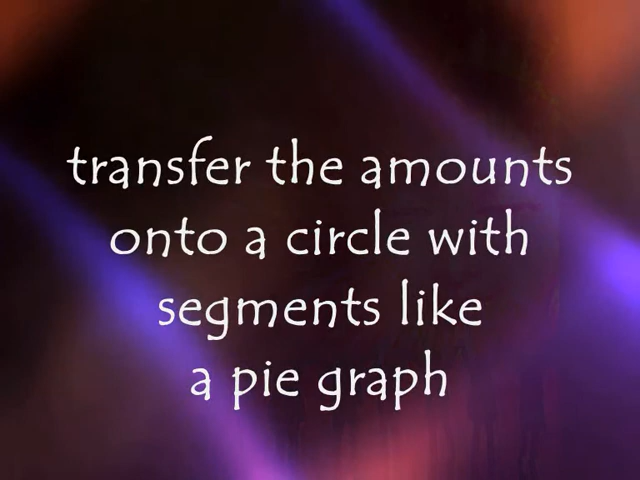 transfer the amounts
onto a circle with
segments like
a pie graph